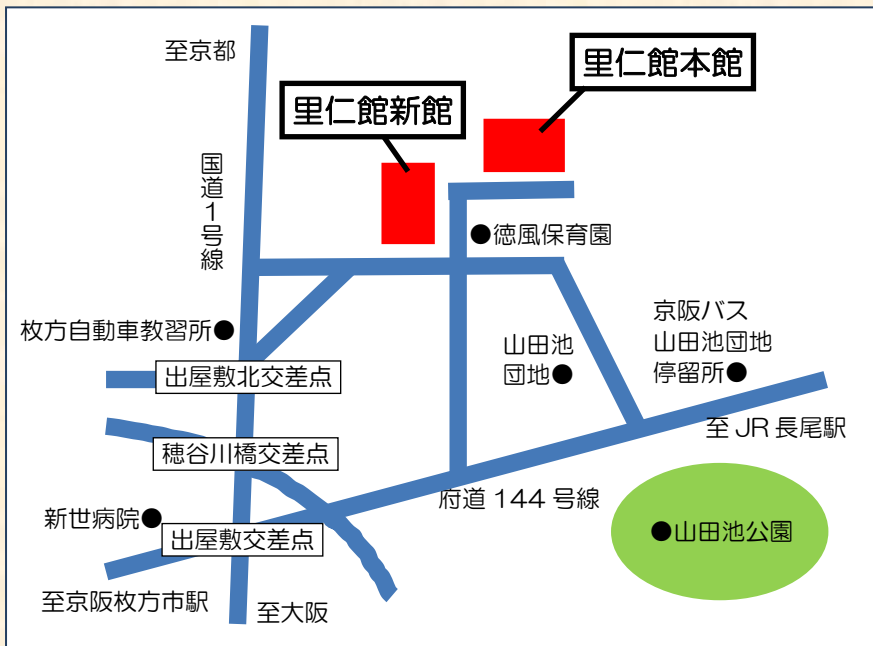 至京都
里仁館本館
里仁館新館
国道１号線
●徳風保育園
枚方自動車教習所●
山田池
団地●
京阪バス
山田池団地
停留所●
出屋敷北交差点
至 JR 長尾駅
穂谷川橋交差点
府道 144 号線
新世病院●
出屋敷交差点
●山田池公園
至京阪枚方市駅
至大阪